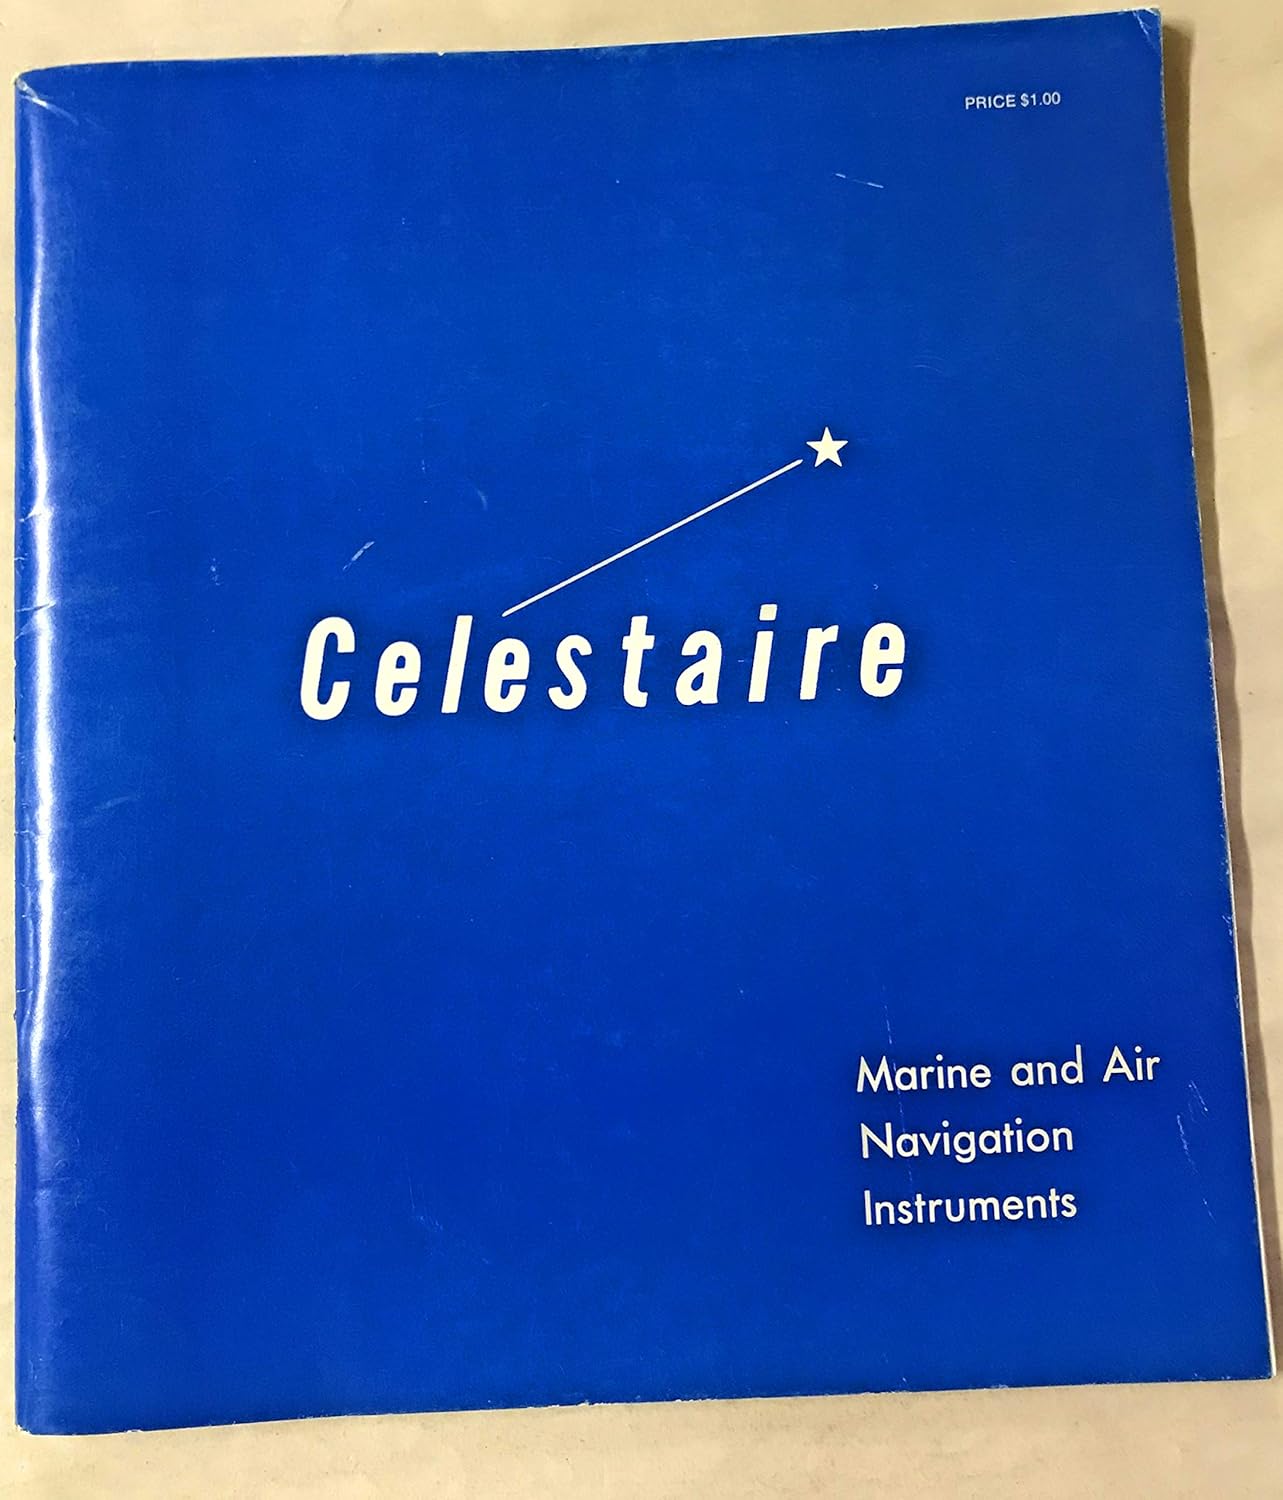 PRICE $1.00
Celestaire
Marine and Air
Navigation
Instruments